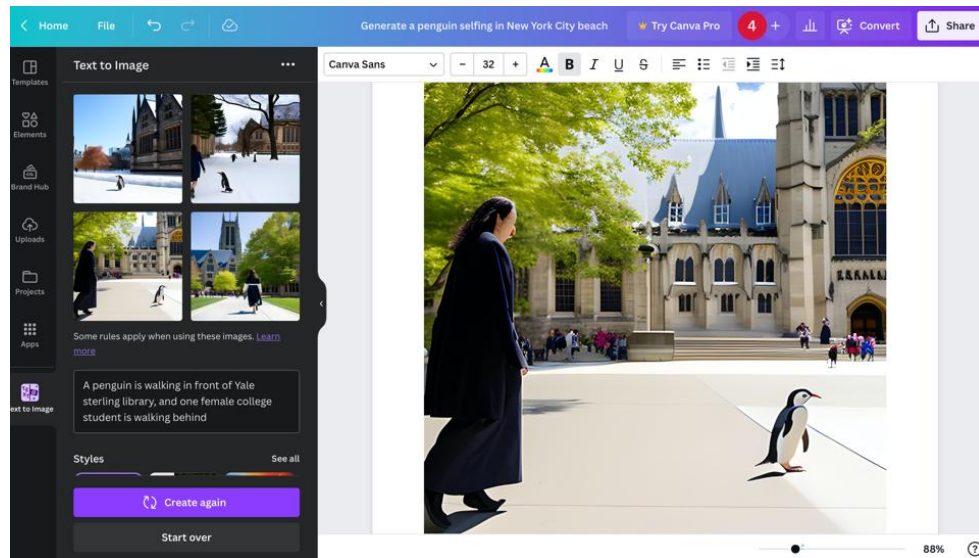 Home File Generate a penguin selfing in New York City beach Try Canva Pro 4 + Convert Share
Templates
Elements
Brand Hub
Uploads
Projects
Apps
ext to Image
Text to Image
Some rules apply when using these images. Learn
more
A penguin is walking in front of Yale
sterling library, and one female college
student is walking behind
Styles See all
Create again
Start over
Canva Sans - 32 + A B I U S
88% ?